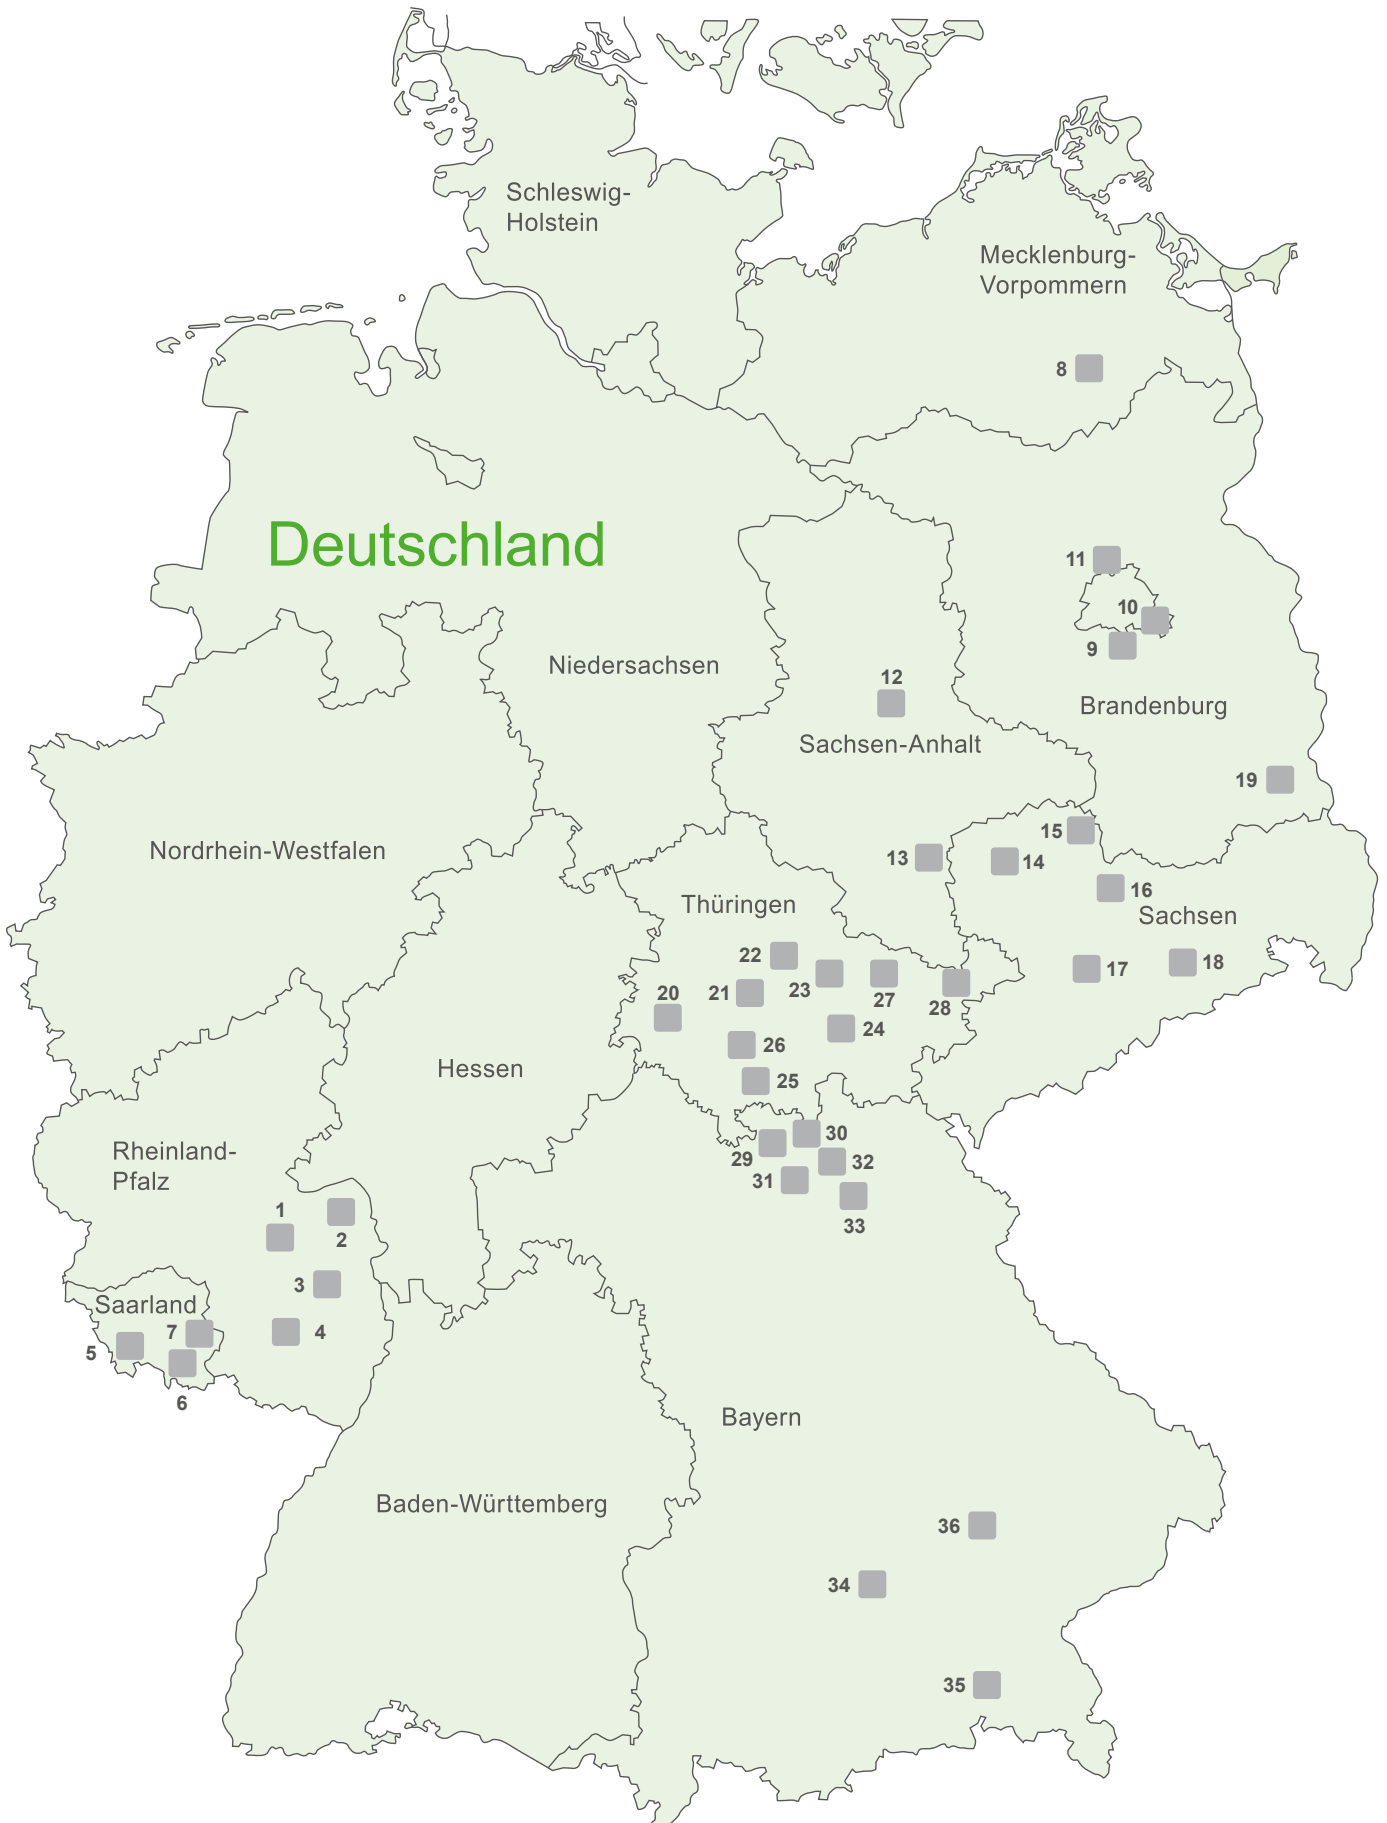 Schleswig-
Holstein
Mecklenburg-
Vorpommern
8
Deutschland
11
10
9
Niedersachsen
12
Brandenburg
Sachsen-Anhalt
19
15
Nordrhein-Westfalen
13
14
16
Thüringen
Sachsen
22
21
23
27
17
18
20
28
24
26
Hessen
25
30
Rheinland-
Pfalz
29
32
31
1
2
33
3
Saarland
7
4
5
6
Bayern
Baden-Württemberg
36
34
35